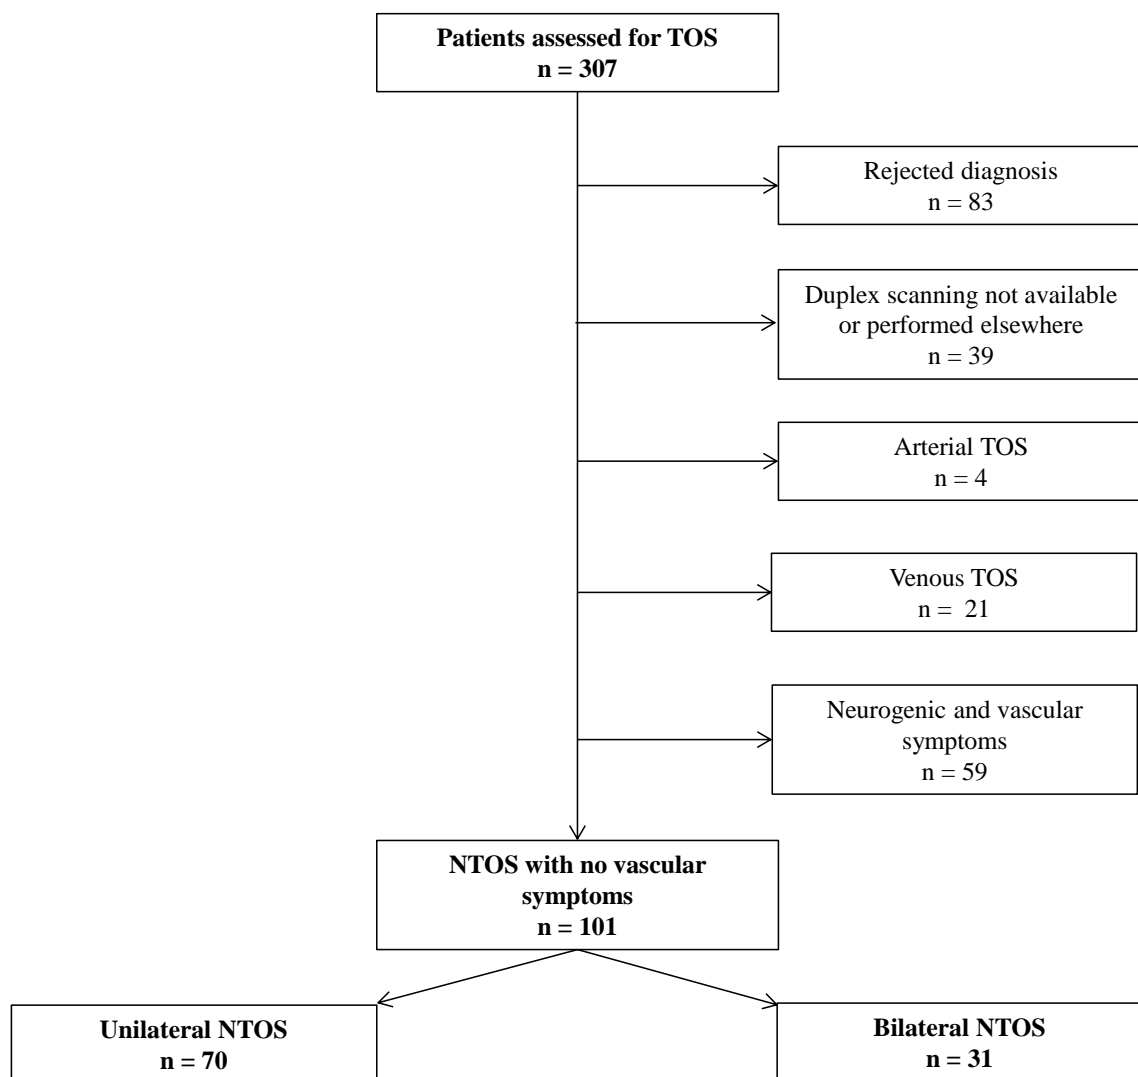 Patients assessed for TOS
n = 307
Rejected diagnosis
n = 83
Duplex scanning not available
or performed elsewhere
n = 39
Arterial TOS
n = 4
Venous TOS
n = 21
Neurogenic and vascular
symptoms
n = 59
NTOS with no vascular
symptoms
n = 101
Unilateral NTOS
n = 70
Bilateral NTOS
n = 31